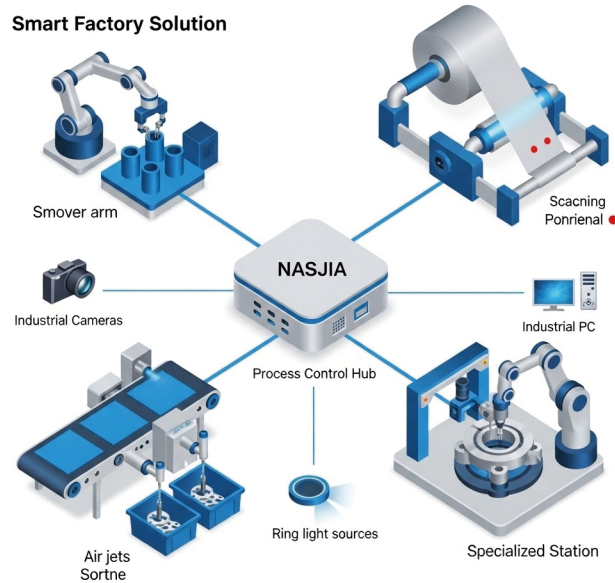 Smart Factory Solution
Smover arm
Scacning
Ponrienal
NASJIA
Industrial Cameras
Industrial PC
Process Control Hub
Air jets
Sortne
Ring light sources
Specialized Station